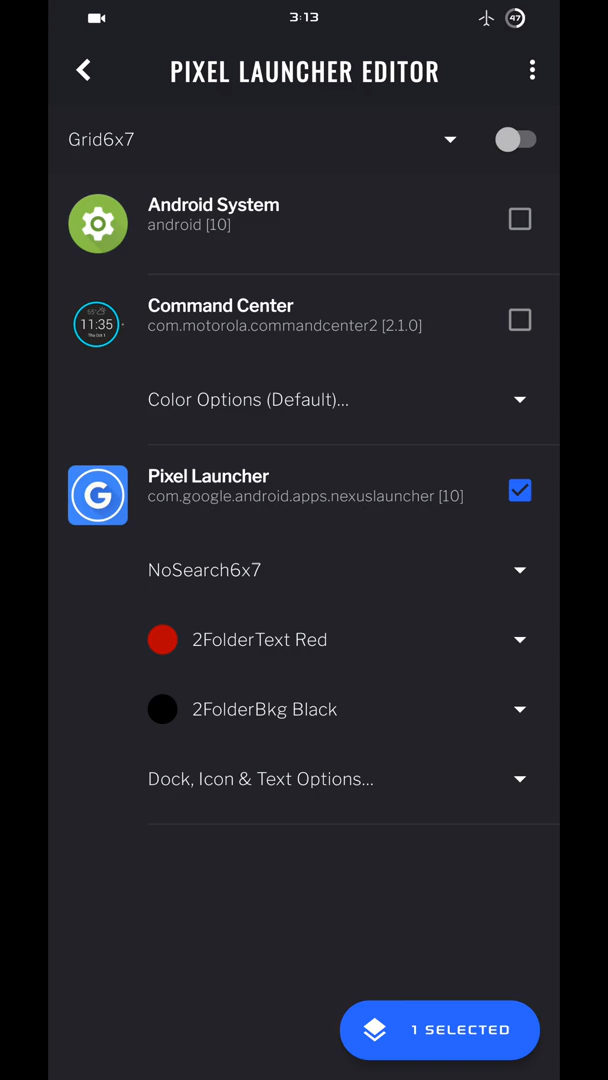 3:13
47
PIXEL LAUNCHER EDITOR
Grid6x7
Android System
android [10]
Command Center
com.motorola.commandcenter2 [2.1.0]
11:35
Color Options (Default)...
Pixel Launcher
com.google.android.apps.nexuslauncher [10]
G
NoSearch6x7
2FolderText Red
2FolderBkg Black
Dock, Icon & Text Options...
1 SELECTED